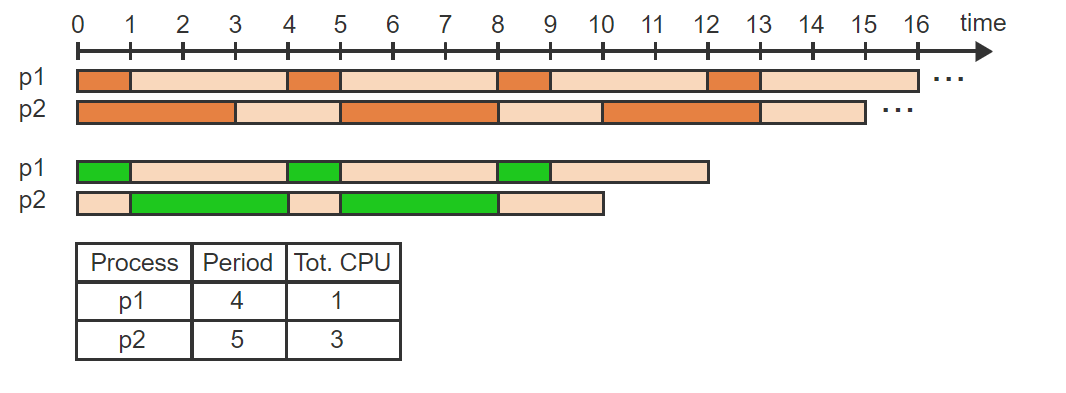 0 1 2 3 4 5 6 7 8 9 10 11 12 13 14 15 16 time
p1 ...
p2 ...
p1
p2
Process Period Tot. CPU
p1 4 1
p2 5 3